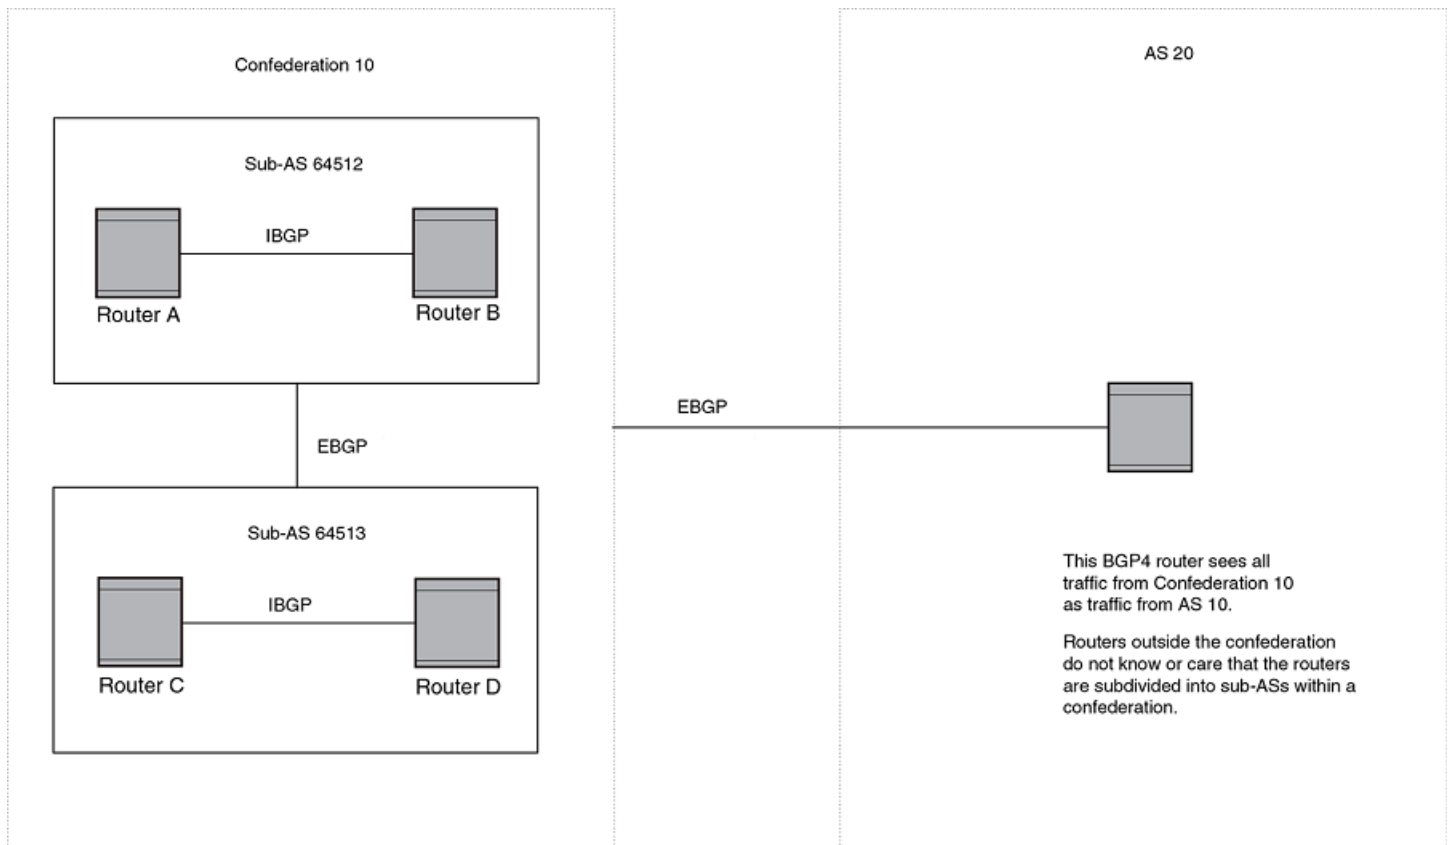 Confederation 10
AS 20
Sub-AS 64512
IBGP
Router A
Router B
EBGP
EBGP
Sub-AS 64513
IBGP
Router C
Router D
This BGP4 router sees all
traffic from Confederation 10
as traffic from AS 10.
Routers outside the confederation
do not know or care that the routers
are subdivided into sub-ASs within a
confederation.